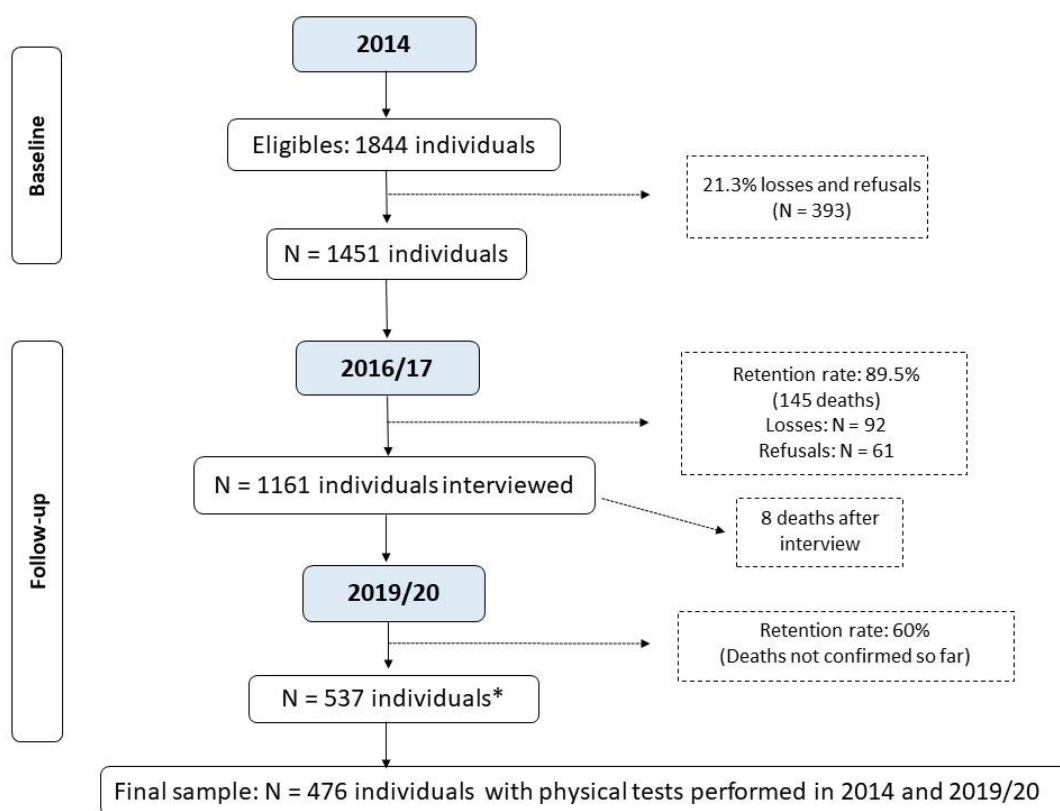 2014
Baseline
Eligibles: 1844 individuals
21.3% losses and refusals
(N = 393)
N = 1451 individuals
2016/17
Follow-up
Retention rate: 89.5%
(145 deaths)
Losses: N = 92
Refusals: N = 61
N = 1161 individuals interviewed
8 deaths after
interview
2019/20
Retention rate: 60%
(Deaths not confirmed so far)
N = 537 individuals*
Final sample: N = 476 individuals with physical tests performed in 2014 and 2019/20